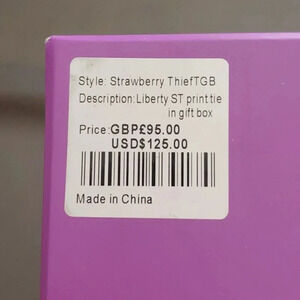 Style: Strawberry ThiefTGB
Description:Liberty ST print tie
in gift box
Price:GBP£95.00
USD$125.00
Made in China